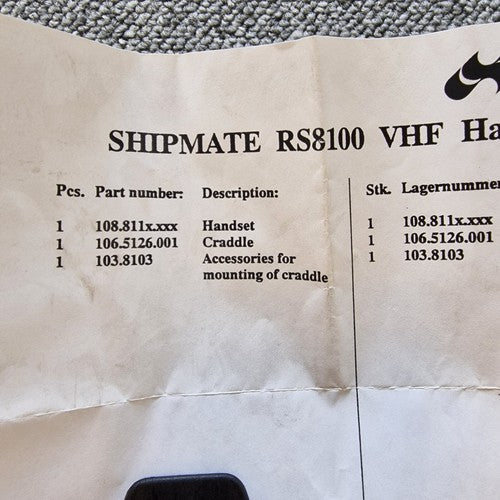 SHIPMATE RS8100 VHF Ha
Pcs. Part number: Description:
1 108.811x.xxx Handset
1 106.5126.001 Craddle
1 103.8103 Accessories for
mounting of craddle
Stk. Lagernummer
1 108.811x.xxx
1 106.5126.001
1 103.8103